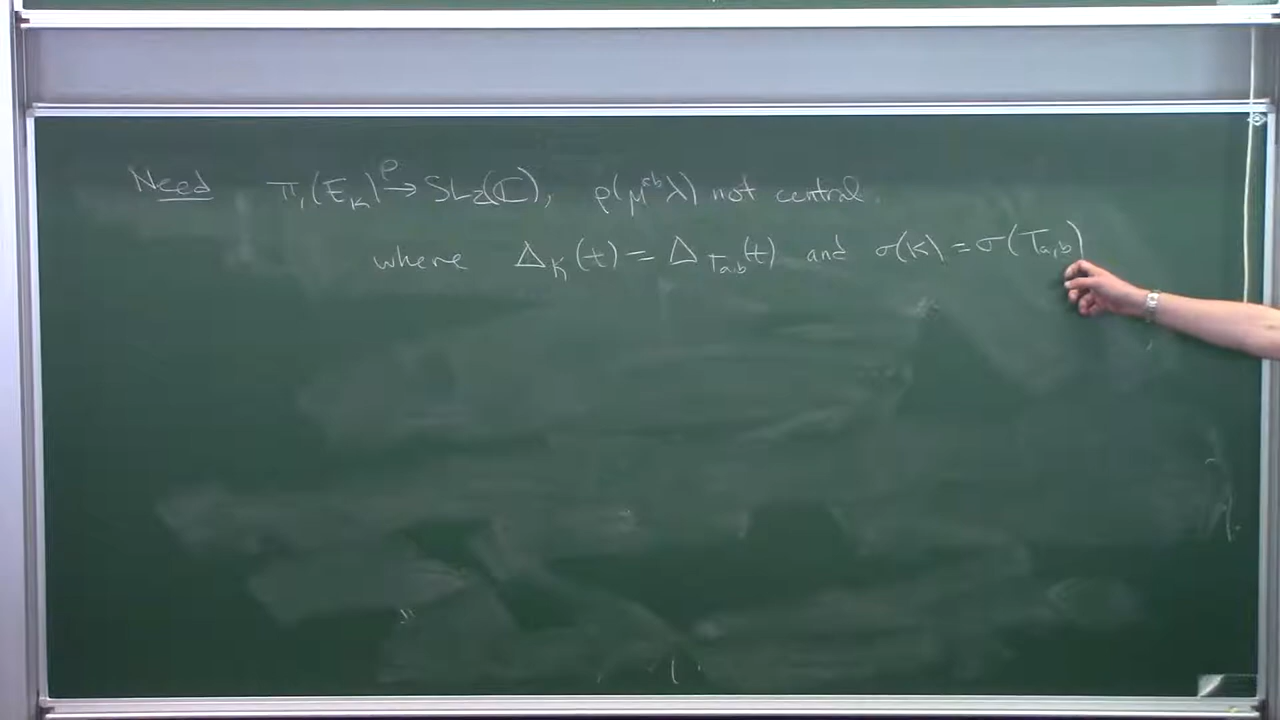 Need π₁(E_K) →^ρ SL₂(ℂ), ρ(μ^{ab}λ) not central.
where Δ_K(t) = Δ_{T_{a,b}}(t) and σ(K) = σ(T_{a,b})